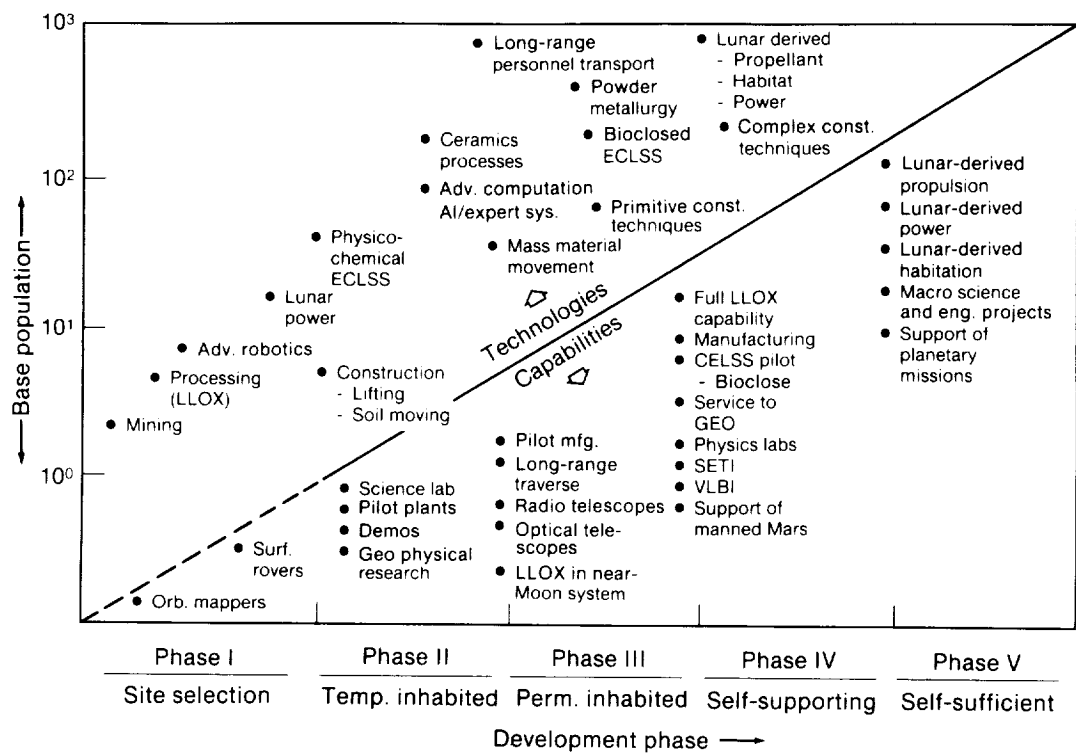 10³
10²
10¹
10⁰
Base population
Long-range
personnel transport
Powder
metallurgy
Bioclosed
ECLSS
Lunar derived
- Propellant
- Habitat
- Power
Complex const.
techniques
Ceramics
processes
Adv. computation
AI/expert sys.
Primitive const.
techniques
Mass material
movement
Physico-
chemical
ECLSS
Lunar
power
Adv. robotics
Processing
(LLOX)
Mining
Construction
- Lifting
- Soil moving
Technologies
Capabilities
Lunar-derived
propulsion
Lunar-derived
power
Lunar-derived
habitation
Macro science
and eng. projects
Support of
planetary
missions
Full LLOX
capability
Manufacturing
CELSS pilot
- Bioclose
Service to
GEO
Physics labs
SETI
VLBI
Support of
manned Mars
Pilot mfg.
Long-range
traverse
Radio telescopes
Optical tele-
scopes
LLOX in near-
Moon system
Science lab
Pilot plants
Demos
Geo physical
research
Surf.
rovers
Orb. mappers
Phase I
Site selection
Phase II
Temp. inhabited
Phase III
Perm. inhabited
Phase IV
Self-supporting
Phase V
Self-sufficient
Development phase